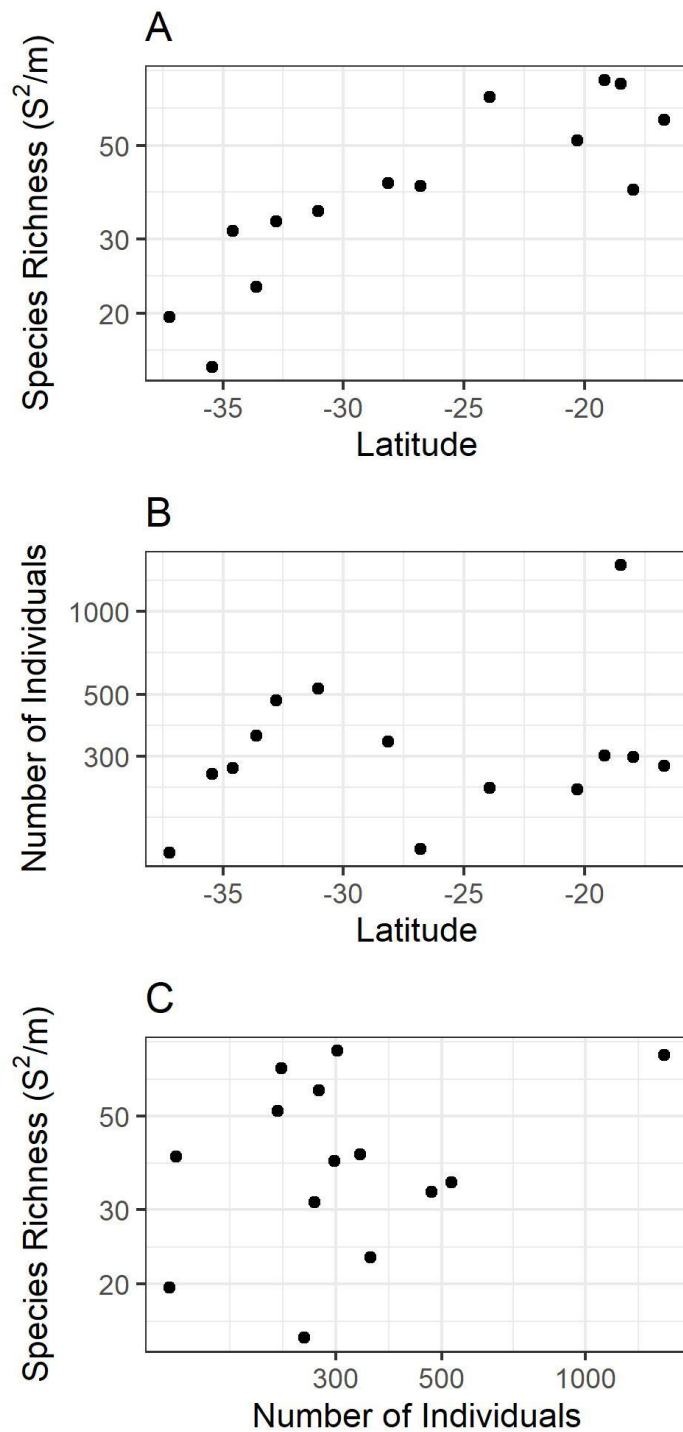 A
Species Richness (S²/m)
50
30
20
-35 -30 -25 -20
Latitude
B
Number of Individuals
1000
500
300
-35 -30 -25 -20
Latitude
C
Species Richness (S²/m)
50
30
20
300 500 1000
Number of Individuals